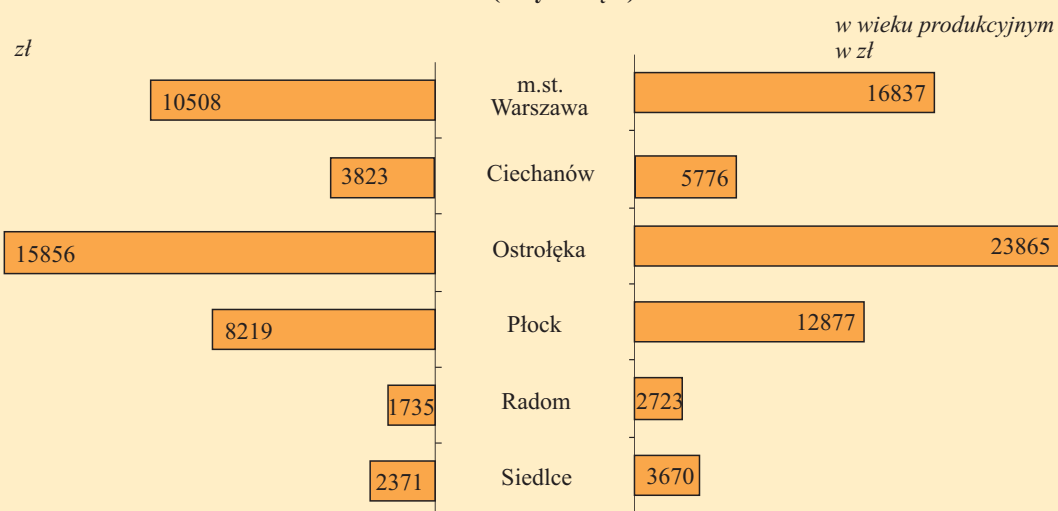 zł
w wieku produkcyjnym
w zł
10508
m.st.
Warszawa
16837
3823
Ciechanów
5776
15856
Ostrołęka
23865
8219
Płock
12877
1735
Radom
2723
2371
Siedlce
3670